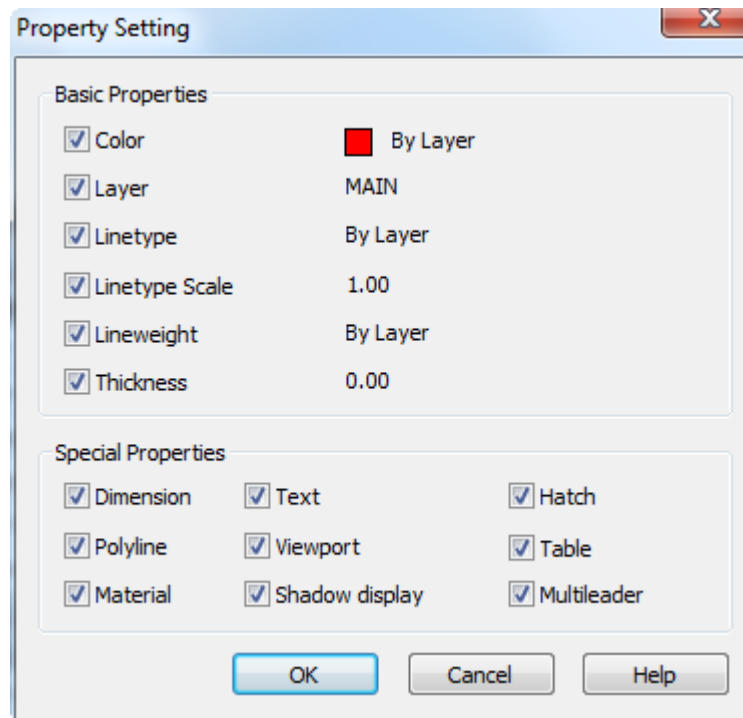 Property Setting
Basic Properties
Color By Layer
Layer MAIN
Linetype By Layer
Linetype Scale 1.00
Lineweight By Layer
Thickness 0.00
Special Properties
Dimension Text Hatch
Polyline Viewport Table
Material Shadow display Multileader
OK Cancel Help